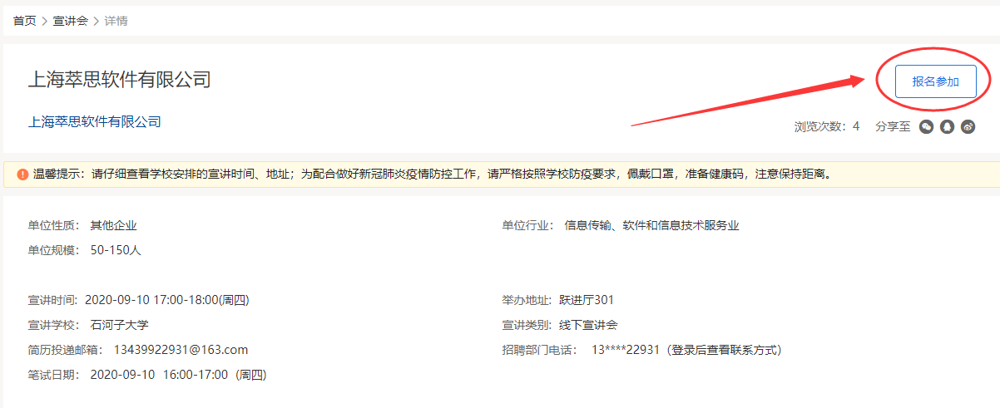 首页 > 宣讲会 > 详情
上海萃思软件有限公司
报名参加
上海萃思软件有限公司
浏览次数：4 分享至
温馨提示：请仔细查看学校安排的宣讲时间、地址；为配合做好新冠肺炎疫情防控工作，请严格按照学校防疫要求，佩戴口罩，准备健康码，注意保持距离。
单位性质： 其他企业 单位行业： 信息传输、软件和信息技术服务业
单位规模： 50-150人
宣讲时间: 2020-09-10 17:00-18:00(周四) 举办地址: 跃进厅301
宣讲学校： 石河子大学 宣讲类别: 线下宣讲会
简历投递邮箱： 13439922931@163.com 招聘部门电话： 13****22931（登录后查看联系方式）
笔试日期： 2020-09-10 16:00-17:00（周四）